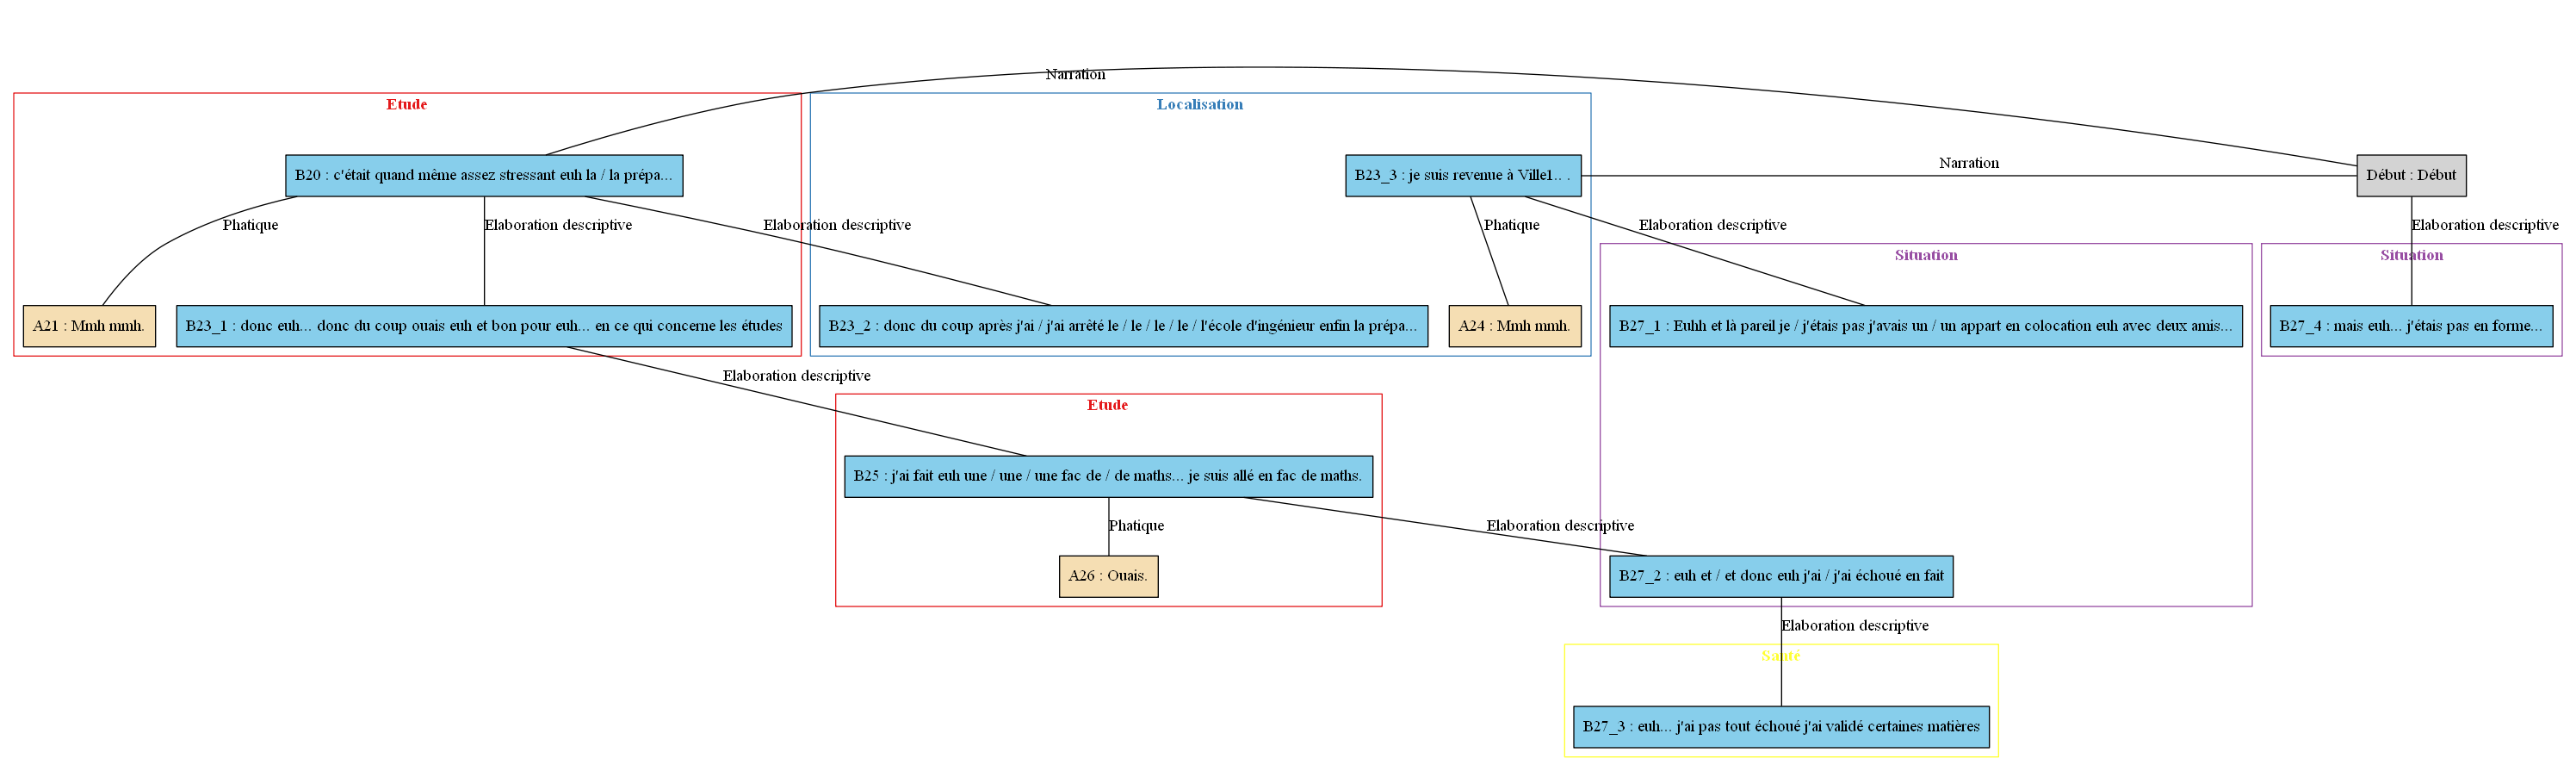 Narration
Etude
Localisation
B20 : c'était quand même assez stressant euh la / la prépa...
B23_3 : je suis revenue à Ville1.. .
Narration
Début : Début
Phatique
Elaboration descriptive
Elaboration descriptive
Phatique
Elaboration descriptive
Elaboration descriptive
Situation
Situation
A21 : Mmh mmh.
B23_1 : donc euh... donc du coup ouais euh et bon pour euh... en ce qui concerne les études
B23_2 : donc du coup après j'ai / j'ai arrêté le / le / le / le / l'école d'ingénieur enfin la prépa...
A24 : Mmh mmh.
B27_1 : Euhh et là pareil je / j'étais pas j'avais un / un appart en colocation euh avec deux amis...
B27_4 : mais euh... j'étais pas en forme...
Elaboration descriptive
Etude
B25 : j'ai fait euh une / une / une fac de / de maths... je suis allé en fac de maths.
Phatique
Elaboration descriptive
A26 : Ouais.
B27_2 : euh et / et donc euh j'ai / j'ai échoué en fait
Elaboration descriptive
Santé
B27_3 : euh... j'ai pas tout échoué j'ai validé certaines matières